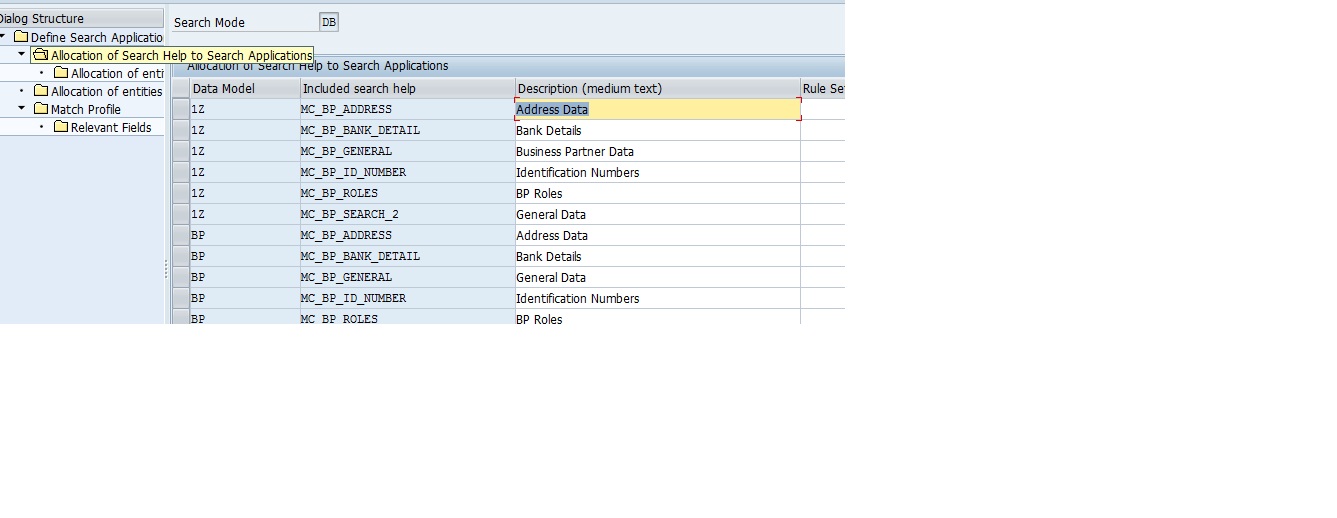 Dialog Structure
Define Search Applicatio
Allocation of Search Help to Search Applications
Allocation of enti
Allocation of entities
Match Profile
Relevant Fields
Search Mode DB
Allocation of Search Help to Search Applications
Data Model Included search help Description (medium text) Rule Se
1Z MC_BP_ADDRESS Address Data
1Z MC_BP_BANK_DETAIL Bank Details
1Z MC_BP_GENERAL Business Partner Data
1Z MC_BP_ID_NUMBER Identification Numbers
1Z MC_BP_ROLES BP Roles
1Z MC_BP_SEARCH_2 General Data
BP MC_BP_ADDRESS Address Data
BP MC_BP_BANK_DETAIL Bank Details
BP MC_BP_GENERAL General Data
BP MC_BP_ID_NUMBER Identification Numbers
BP MC_BP_ROLES BP Roles